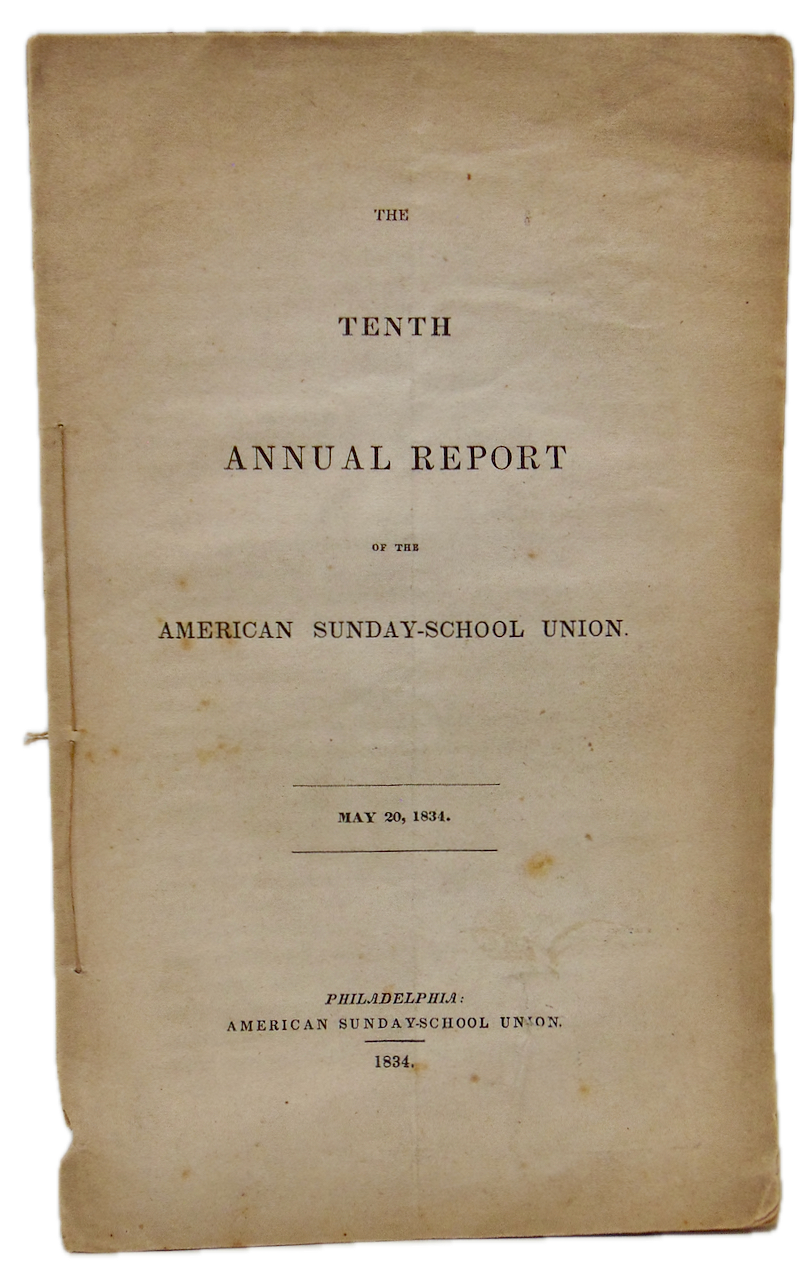 THE
TENTH
ANNUAL REPORT
OF THE
AMERICAN SUNDAY-SCHOOL UNION.
MAY 20, 1834.
PHILADELPHIA:
AMERICAN SUNDAY-SCHOOL UNION.
1834.